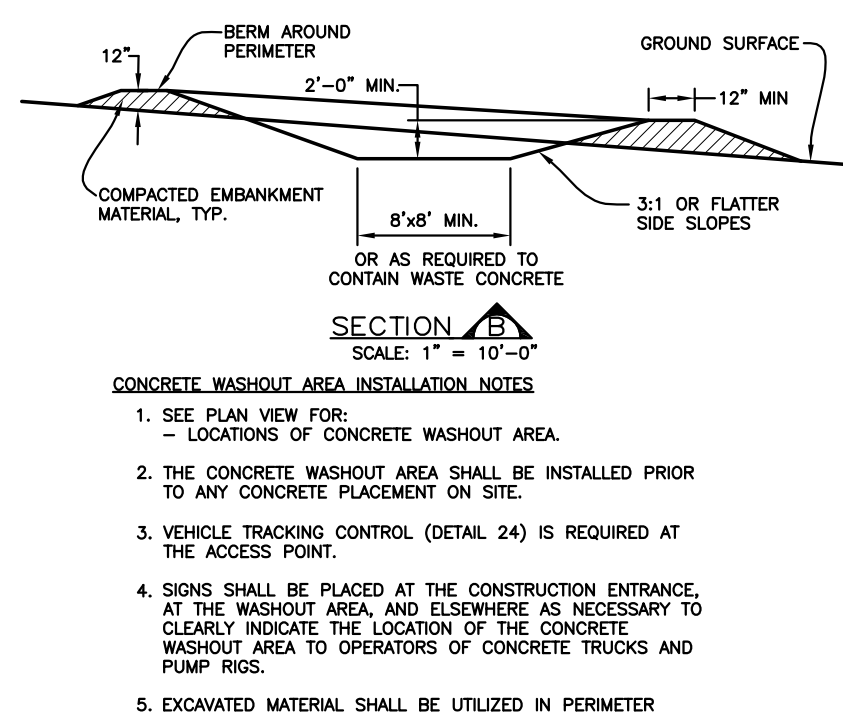 BERM AROUND
PERIMETER
12"
GROUND SURFACE
2'-0" MIN.
12" MIN
COMPACTED EMBANKMENT
MATERIAL, TYP.
8'x8' MIN.
3:1 OR FLATTER
SIDE SLOPES
OR AS REQUIRED TO
CONTAIN WASTE CONCRETE
SECTION B
SCALE: 1" = 10'-0"
CONCRETE WASHOUT AREA INSTALLATION NOTES
1. SEE PLAN VIEW FOR:
– LOCATIONS OF CONCRETE WASHOUT AREA.
2. THE CONCRETE WASHOUT AREA SHALL BE INSTALLED PRIOR
TO ANY CONCRETE PLACEMENT ON SITE.
3. VEHICLE TRACKING CONTROL (DETAIL 24) IS REQUIRED AT
THE ACCESS POINT.
4. SIGNS SHALL BE PLACED AT THE CONSTRUCTION ENTRANCE,
AT THE WASHOUT AREA, AND ELSEWHERE AS NECESSARY TO
CLEARLY INDICATE THE LOCATION OF THE CONCRETE
WASHOUT AREA TO OPERATORS OF CONCRETE TRUCKS AND
PUMP RIGS.
5. EXCAVATED MATERIAL SHALL BE UTILIZED IN PERIMETER